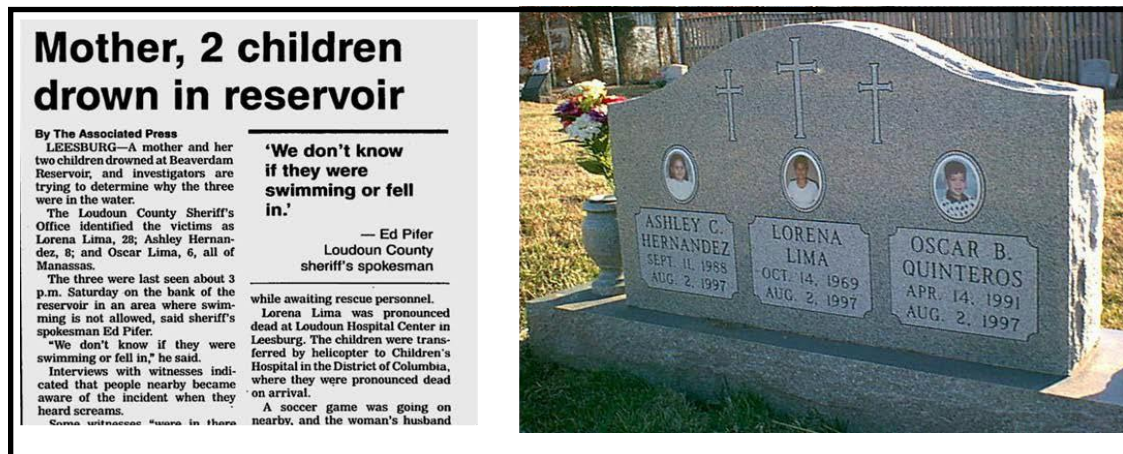 Mother, 2 children
drown in reservoir
By The Associated Press
LEESBURG—A mother and her
two children drowned at Beaverdam
Reservoir, and investigators are
trying to determine why the three
were in the water.
The Loudoun County Sheriff's
Office identified the victims as
Lorena Lima, 28; Ashley Hernan-
dez, 8; and Oscar Lima, 6, all of
Manassas.
The three were last seen about 3
p.m. Saturday on the bank of the
reservoir in an area where swim-
ming is not allowed, said sheriff's
spokesman Ed Pifer.
"We don't know if they were
swimming or fell in," he said.
Interviews with witnesses indi-
cated that people nearby became
aware of the incident when they
heard screams.
Some witnesses "were in there
'We don't know
if they were
swimming or fell
in.'
— Ed Pifer
Loudoun County
sheriff's spokesman
while awaiting rescue personnel.
Lorena Lima was pronounced
dead at Loudoun Hospital Center in
Leesburg. The children were trans-
ferred by helicopter to Children's
Hospital in the District of Columbia,
where they were pronounced dead
on arrival.
A soccer game was going on
nearby, and the woman's husband
ASHLEY C.
HERNANDEZ
SEPT. 11, 1988
AUG. 2, 1997
LORENA
LIMA
OCT. 14, 1969
AUG. 2, 1997
OSCAR B.
QUINTEROS
APR. 14, 1991
AUG. 2, 1997